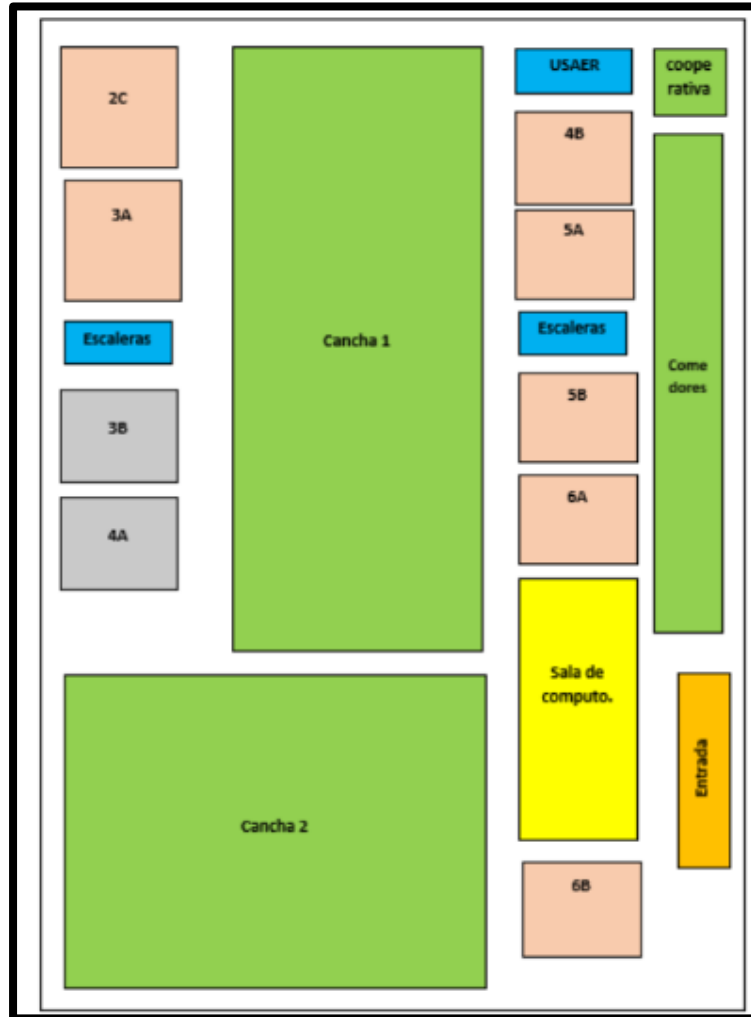 2C
3A
Escaleras
3B
4A
Cancha 1
Cancha 2
USAER
4B
5A
Escaleras
5B
6A
Sala de
computo.
6B
coope
rativa
Come
dores
Entrada